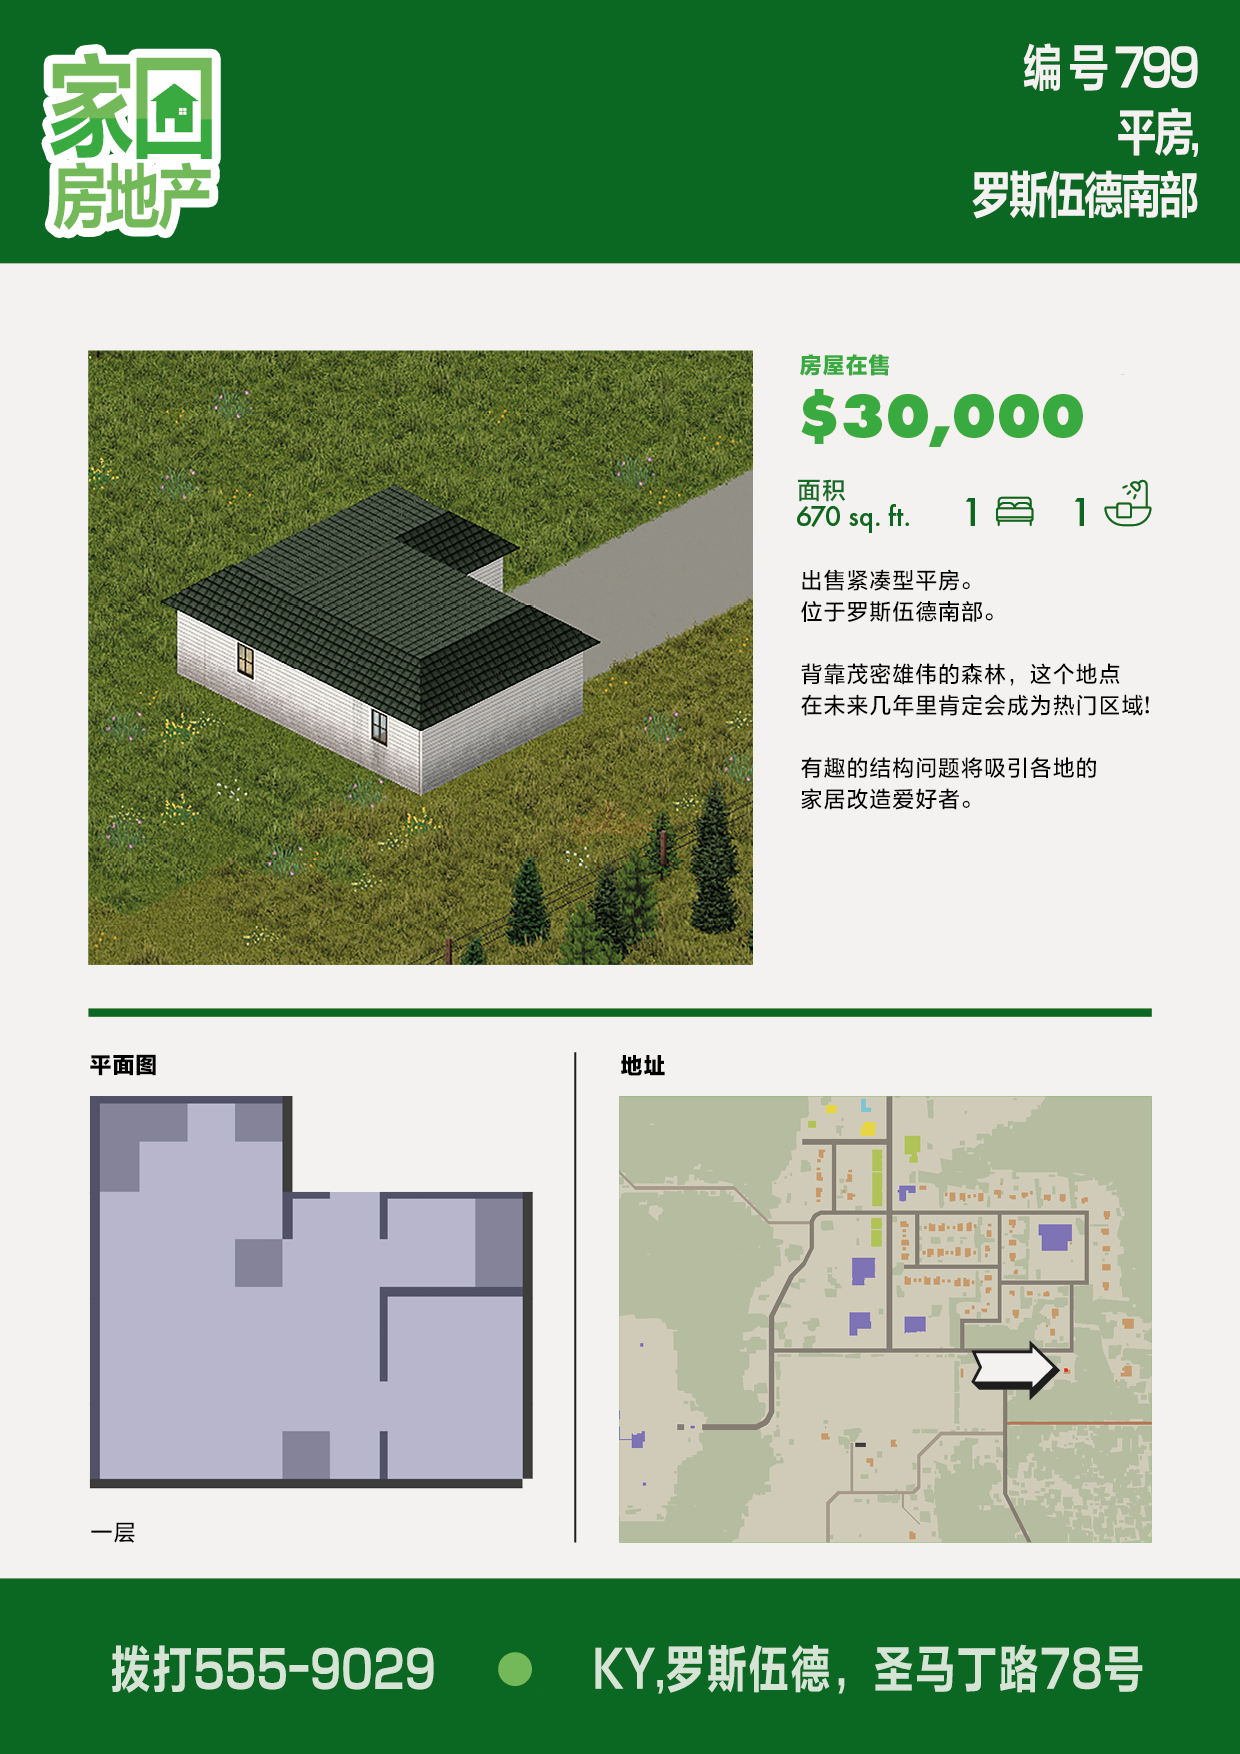 家园
房地产
编号799
平房,
罗斯伍德南部
房屋在售
$30,000
面积
670 sq. ft.
1
1
出售紧凑型平房。
位于罗斯伍德南部。
背靠茂密雄伟的森林，这个地点
在未来几年里肯定会成为热门区域!
有趣的结构问题将吸引各地的
家居改造爱好者。
平面图
地址
一层
拨打555-9029
KY,罗斯伍德，圣马丁路78号